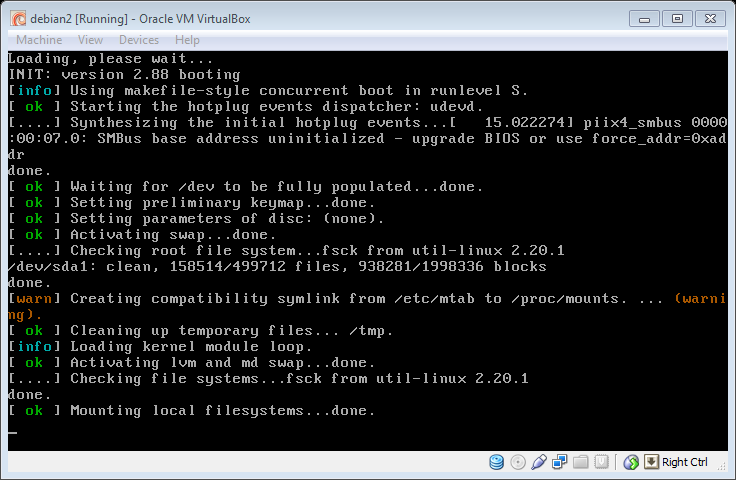 debian2 [Running] - Oracle VM VirtualBox
Machine View Devices Help
Loading, please wait...
INIT: version 2.88 booting
[info] Using makefile-style concurrent boot in runlevel S.
[ ok ] Starting the hotplug events dispatcher: udevd.
[....] Synthesizing the initial hotplug events...[   15.022274] piix4_smbus 0000
:00:07.0: SMBus base address uninitialized - upgrade BIOS or use force_addr=0xad
dr
done.
[ ok ] Waiting for /dev to be fully populated...done.
[ ok ] Setting preliminary keymap...done.
[ ok ] Setting parameters of disc: (none).
[ ok ] Activating swap...done.
[....] Checking root file system...fsck from util-linux 2.20.1
/dev/sda1: clean, 158514/499712 files, 938281/1998336 blocks
done.
[warn] Creating compatibility symlink from /etc/mtab to /proc/mounts. ... (warni
ng).
[ ok ] Cleaning up temporary files... /tmp.
[info] Loading kernel module loop.
[ ok ] Activating lvm and md swap...done.
[....] Checking file systems...fsck from util-linux 2.20.1
done.
[ ok ] Mounting local filesystems...done.
_
Right Ctrl